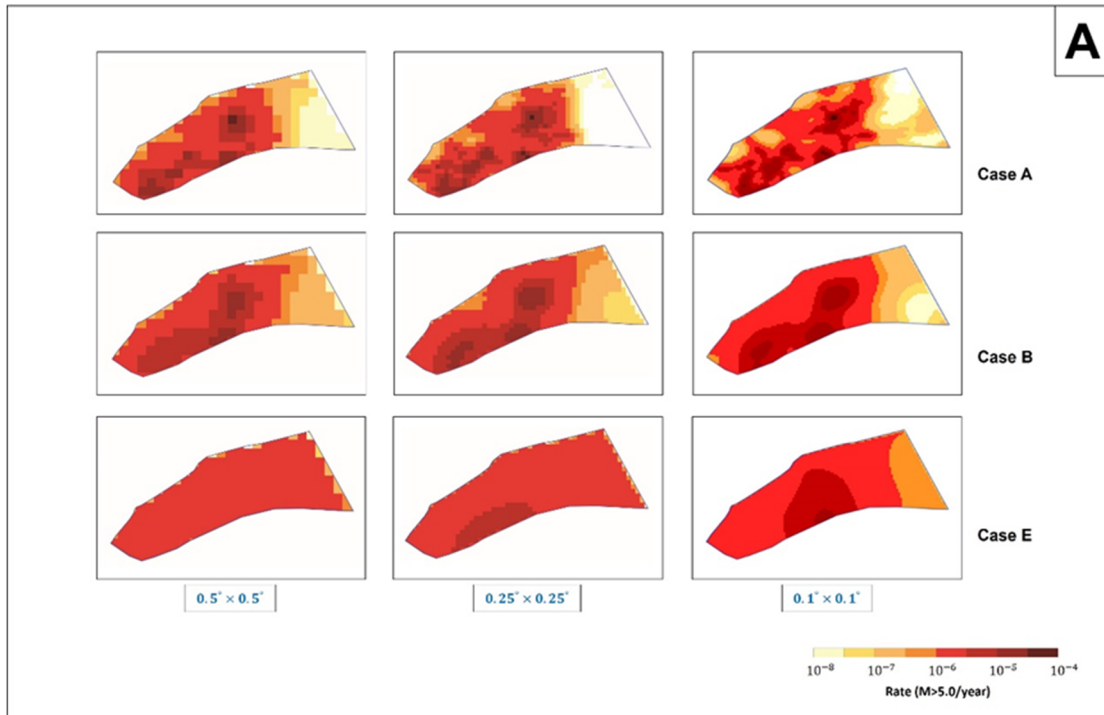 A
Case A
Case B
Case E
0.5° × 0.5°
0.25° × 0.25°
0.1° × 0.1°
10⁻⁸ 10⁻⁷ 10⁻⁶ 10⁻⁵ 10⁻⁴
Rate (M>5.0/year)